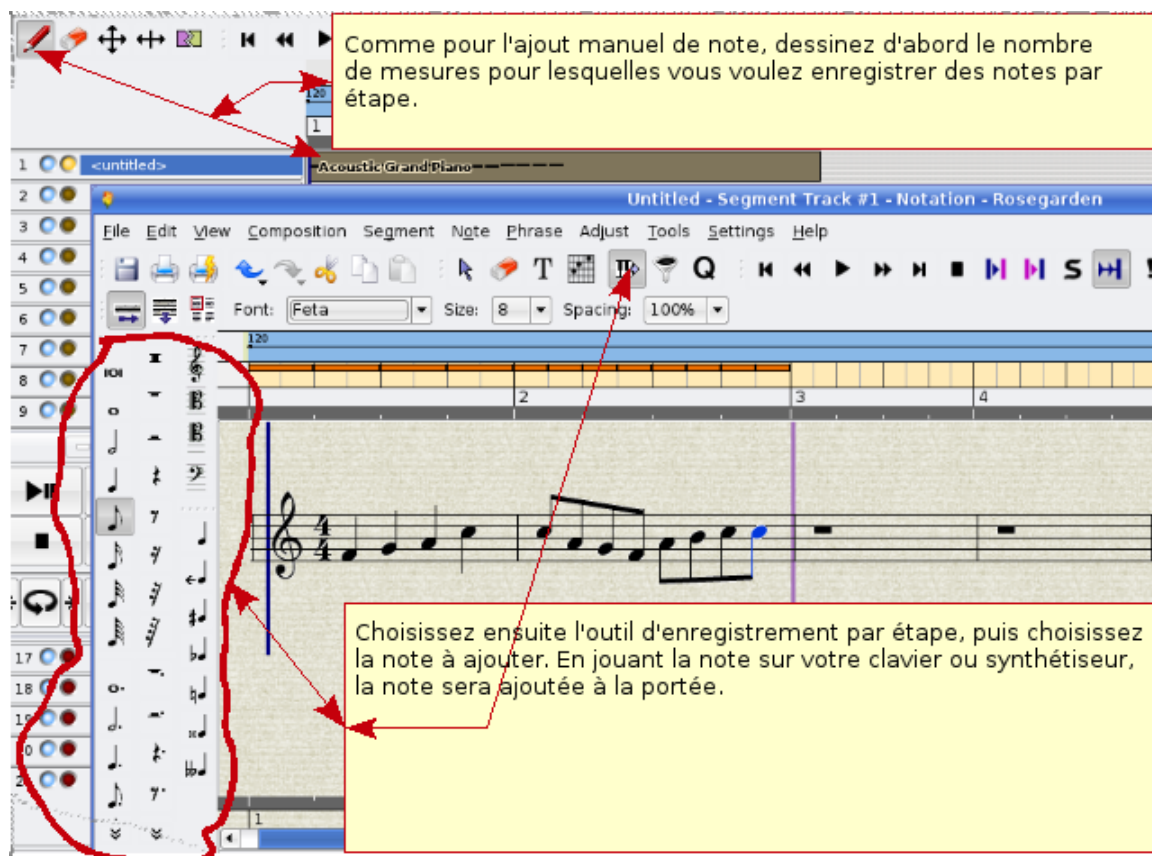 Comme pour l'ajout manuel de note, dessinez d'abord le nombre
de mesures pour lesquelles vous voulez enregistrer des notes par
étape.
120
1
1 <untitled> Acoustic Grand Piano
2
Untitled - Segment Track #1 - Notation - Rosegarden
3
File Edit View Composition Segment Note Phrase Adjust Tools Settings Help
4
T Q S
5
6
Font: Feta Size: 8 Spacing: 100%
7
120
8
9
2 3 4
Choisissez ensuite l'outil d'enregistrement par étape, puis choisissez
la note à ajouter. En jouant la note sur votre clavier ou synthétiseur,
la note sera ajoutée à la portée.
17
18
1